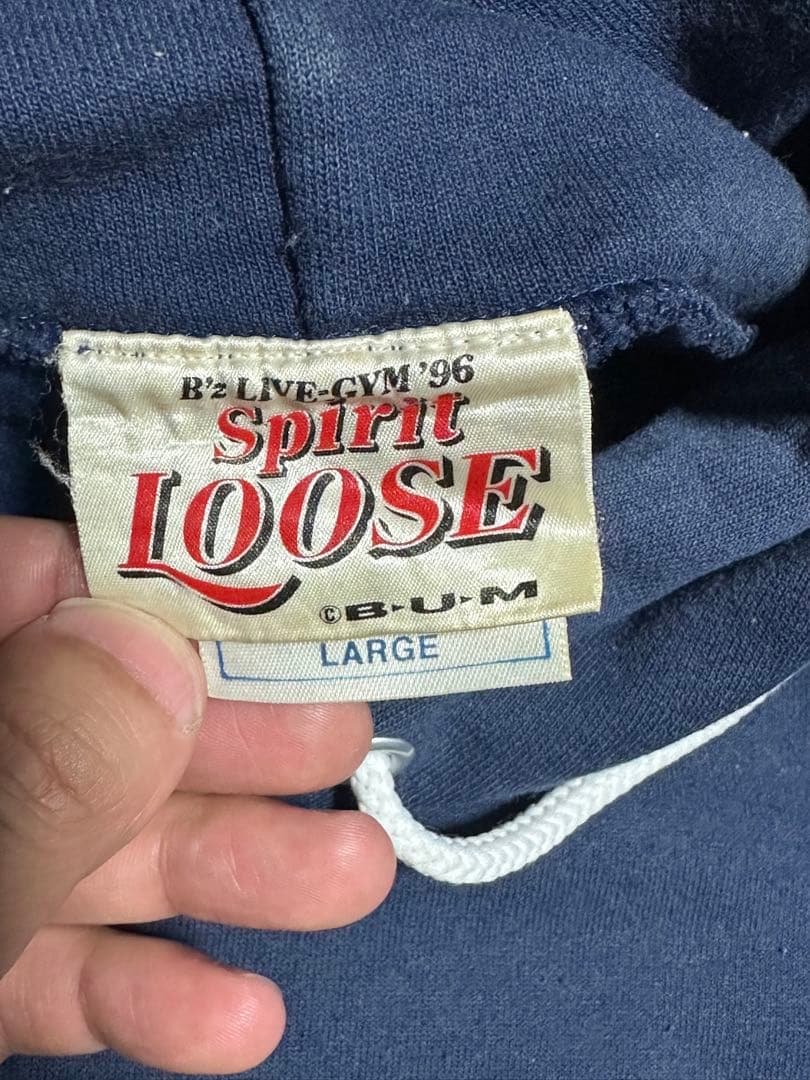 B'z LIVE-GYM '96
Spirit
LOOSE
©B•U•M
LARGE